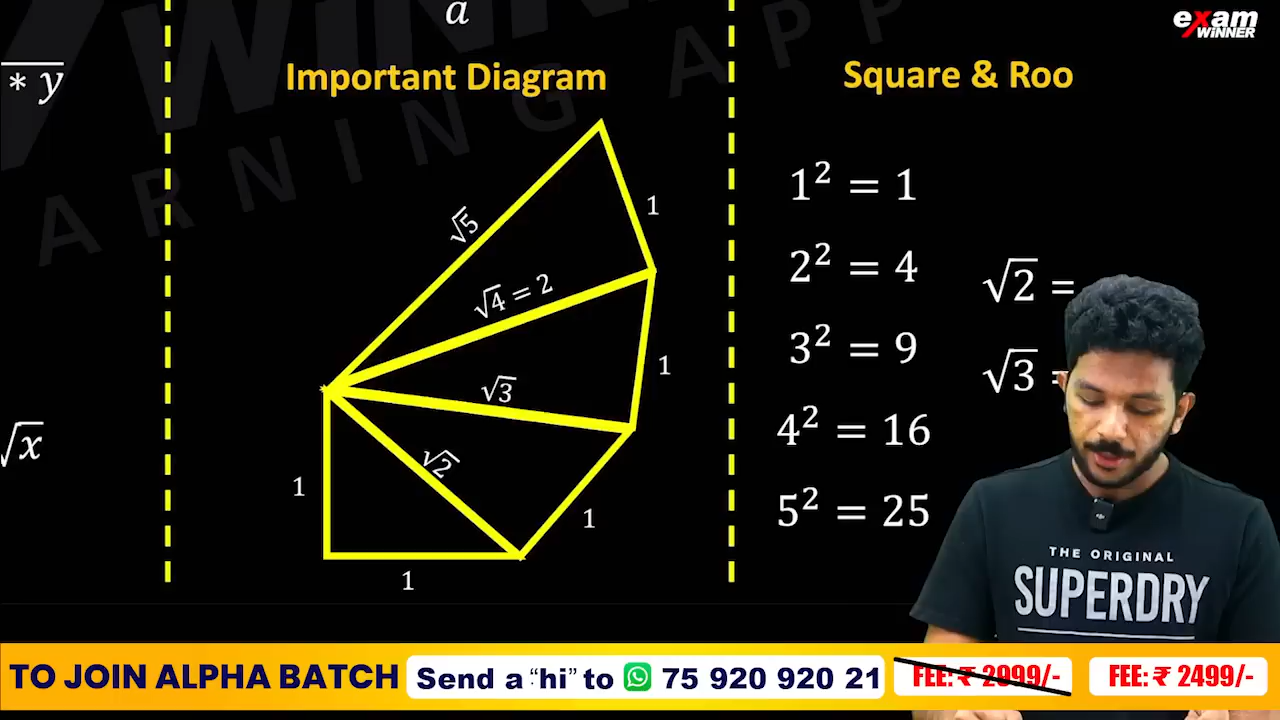 a
exam
WINNER
* y
Important Diagram
Square & Roo
ARNING APP
1² = 1
√5
1
2² = 4
√4 = 2
√2 =
3² = 9
1
√3
√3
4² = 16
√x
√2
1
1
5² = 25
1
THE ORIGINAL
SUPERDRY
TO JOIN ALPHA BATCH
Send a “hi” to 75 920 920 21
FEE: ₹ 2999/-
FEE: ₹ 2499/-